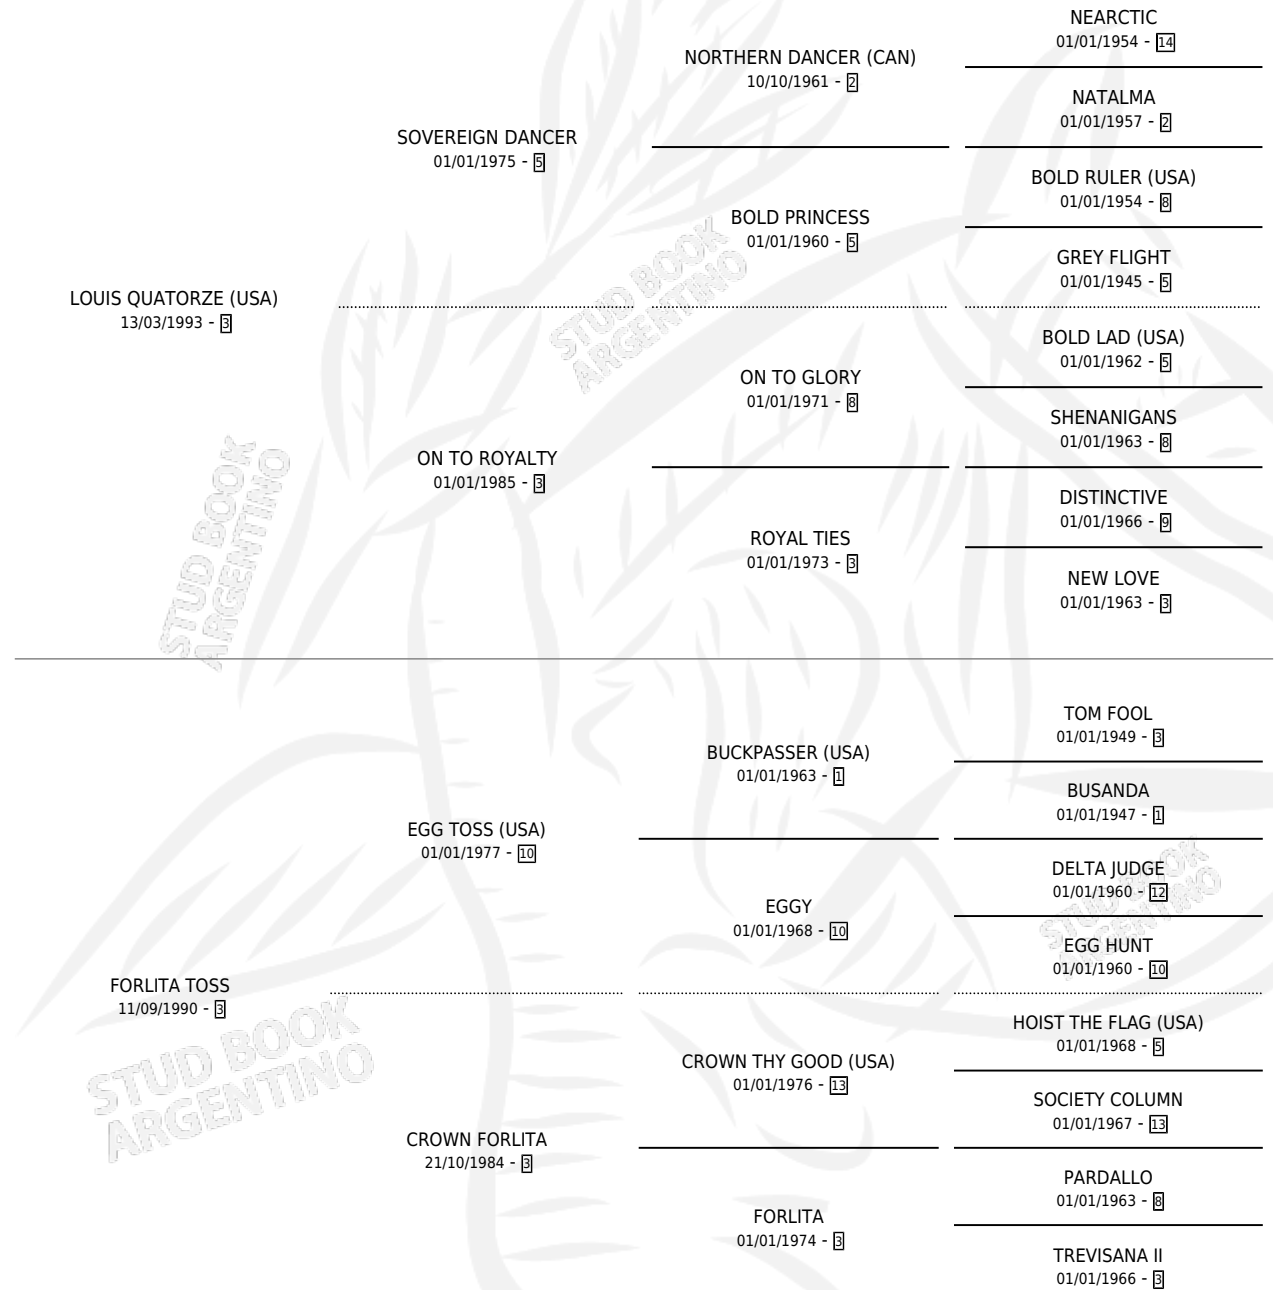 NEARCTIC
01/01/1954 - 14
NORTHERN DANCER (CAN)
10/10/1961 - 2
NATALMA
01/01/1957 - 2
SOVEREIGN DANCER
01/01/1975 - 5
BOLD RULER (USA)
01/01/1954 - 8
BOLD PRINCESS
01/01/1960 - 5
GREY FLIGHT
01/01/1945 - 5
LOUIS QUATORZE (USA)
13/03/1993 - 3
STUD BOOK
ARGENTINO
BOLD LAD (USA)
01/01/1962 - 5
ON TO GLORY
01/01/1971 - 8
SHENANIGANS
01/01/1963 - 8
ON TO ROYALTY
01/01/1985 - 3
DISTINCTIVE
01/01/1966 - 9
ROYAL TIES
01/01/1973 - 3
NEW LOVE
01/01/1963 - 3
STUD BOOK
ARGENTINO
TOM FOOL
01/01/1949 - 3
BUCKPASSER (USA)
01/01/1963 - 1
BUSANDA
01/01/1947 - 1
EGG TOSS (USA)
01/01/1977 - 10
DELTA JUDGE
01/01/1960 - 12
EGGY
01/01/1968 - 10
EGG HUNT
01/01/1960 - 10
STUD BOOK
ARGENTINO
FORLITA TOSS
11/09/1990 - 3
HOIST THE FLAG (USA)
01/01/1968 - 5
CROWN THY GOOD (USA)
01/01/1976 - 13
SOCIETY COLUMN
01/01/1967 - 13
STUD BOOK
ARGENTINO
CROWN FORLITA
21/10/1984 - 3
PARDALLO
01/01/1963 - 8
FORLITA
01/01/1974 - 3
TREVISANA II
01/01/1966 - 3